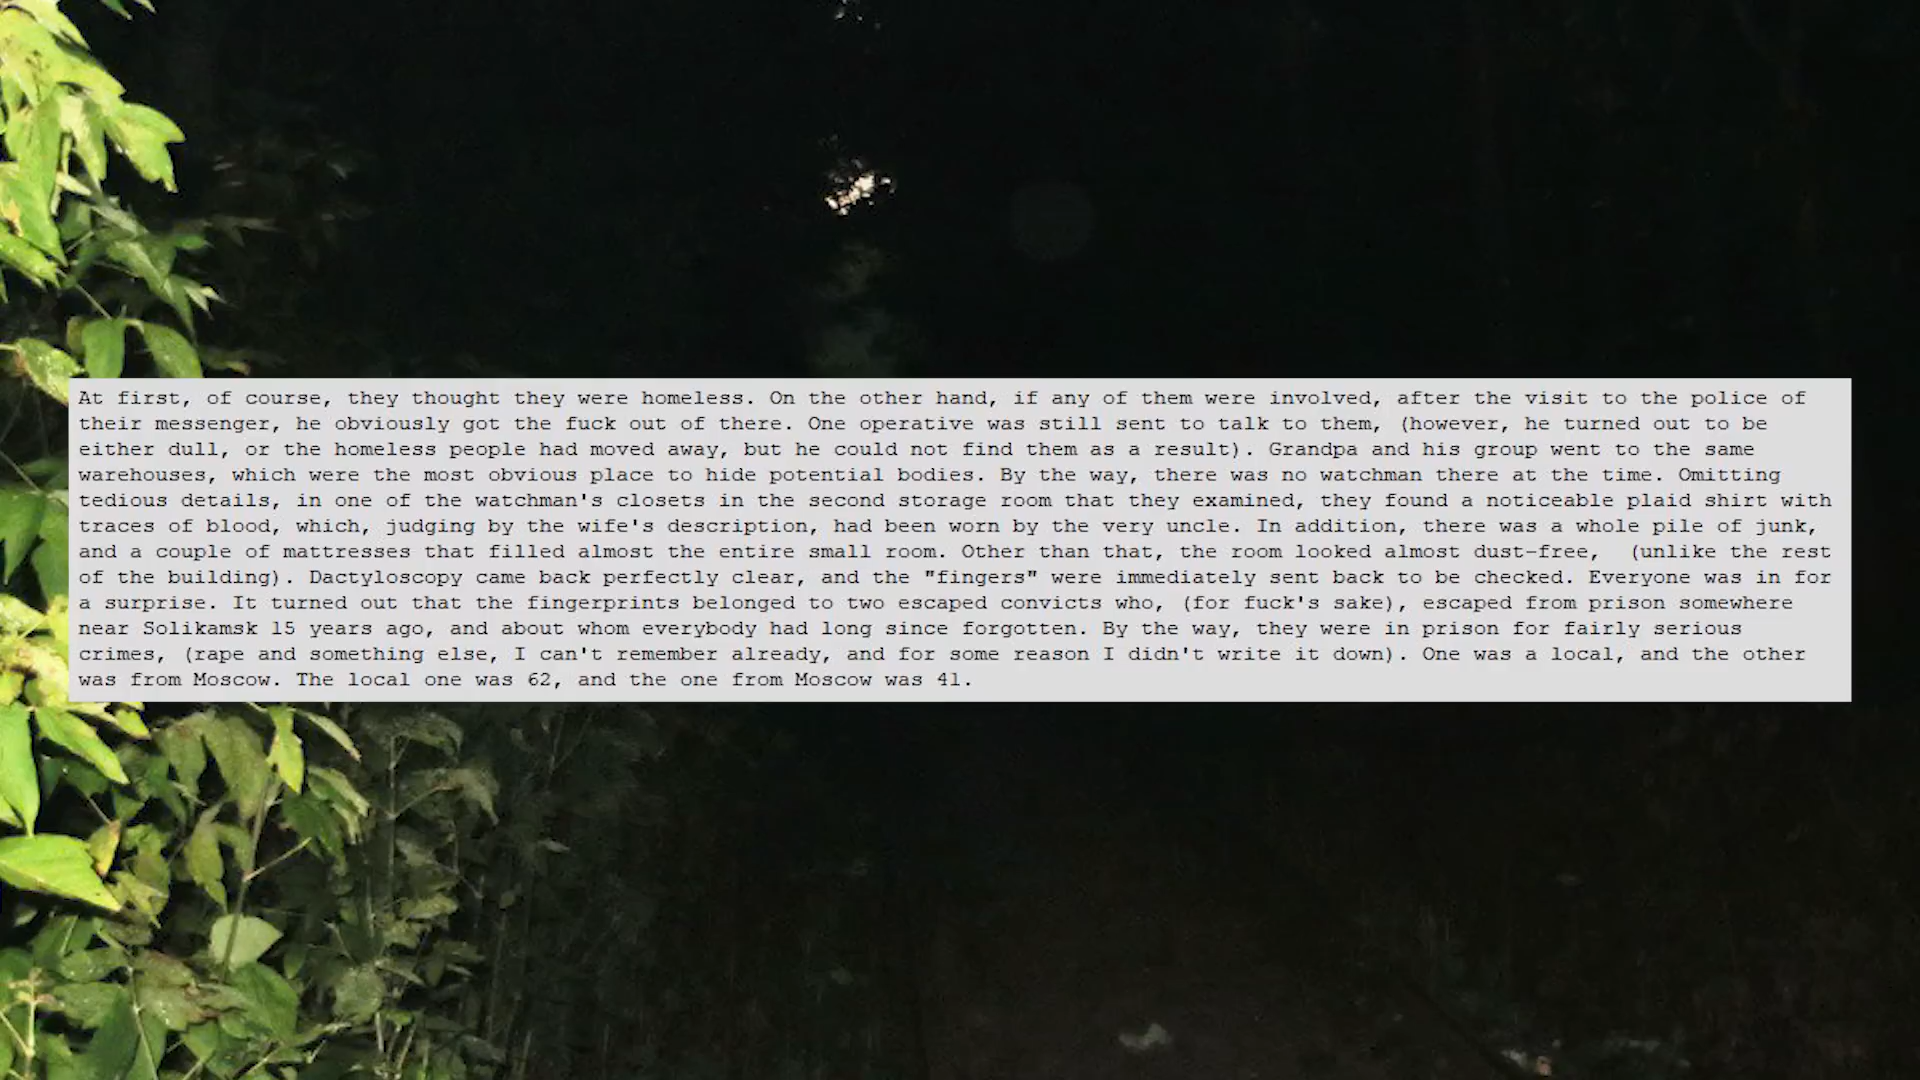 At first, of course, they thought they were homeless. On the other hand, if any of them were involved, after the visit to the police of
their messenger, he obviously got the fuck out of there. One operative was still sent to talk to them, (however, he turned out to be
either dull, or the homeless people had moved away, but he could not find them as a result). Grandpa and his group went to the same
warehouses, which were the most obvious place to hide potential bodies. By the way, there was no watchman there at the time. Omitting
tedious details, in one of the watchman's closets in the second storage room that they examined, they found a noticeable plaid shirt with
traces of blood, which, judging by the wife's description, had been worn by the very uncle. In addition, there was a whole pile of junk,
and a couple of mattresses that filled almost the entire small room. Other than that, the room looked almost dust-free,  (unlike the rest
of the building). Dactyloscopy came back perfectly clear, and the "fingers" were immediately sent back to be checked. Everyone was in for
a surprise. It turned out that the fingerprints belonged to two escaped convicts who, (for fuck's sake), escaped from prison somewhere
near Solikamsk 15 years ago, and about whom everybody had long since forgotten. By the way, they were in prison for fairly serious
crimes, (rape and something else, I can't remember already, and for some reason I didn't write it down). One was a local, and the other
was from Moscow. The local one was 62, and the one from Moscow was 41.